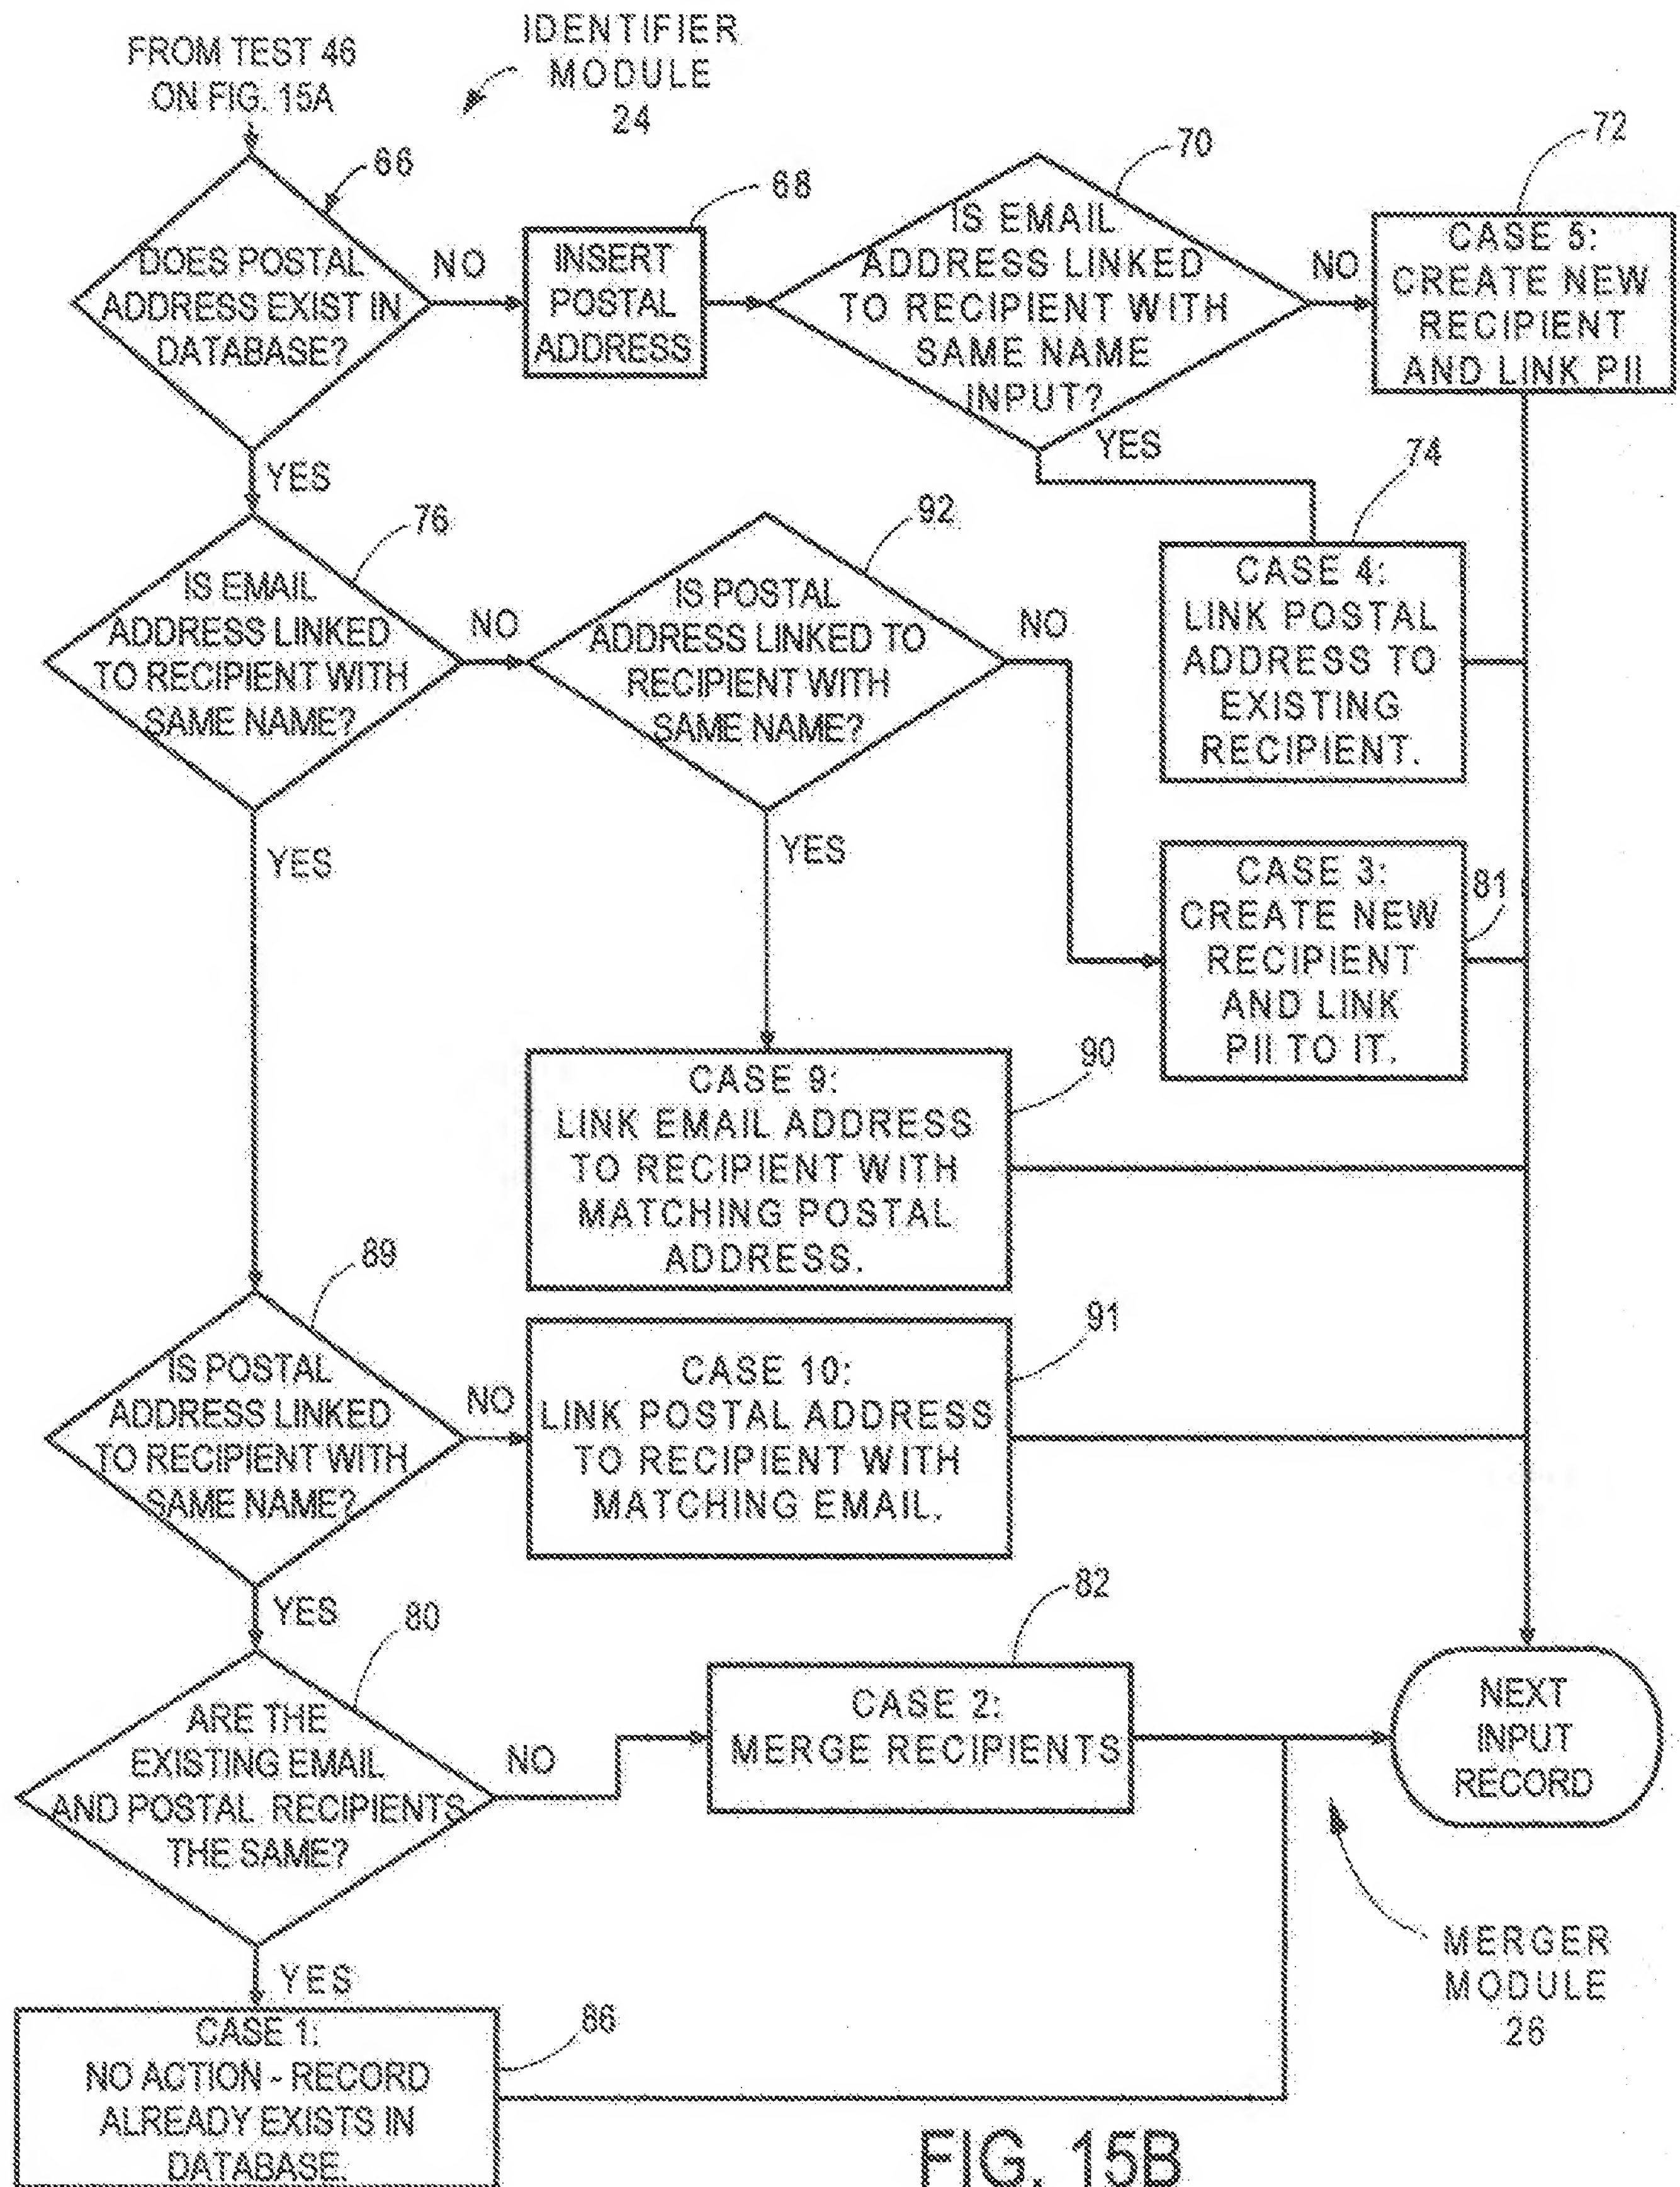 FROM TEST 46
ON FIG. 15A
IDENTIFIER
MODULE
24
66
DOES POSTAL
ADDRESS EXIST IN
DATABASE?
NO
YES
68
INSERT
POSTAL
ADDRESS
70
IS EMAIL
ADDRESS LINKED
TO RECIPIENT WITH
SAME NAME
INPUT?
NO
YES
72
CASE 5:
CREATE NEW
RECIPIENT
AND LINK PII
74
CASE 4:
LINK POSTAL
ADDRESS TO
EXISTING
RECIPIENT.
76
IS EMAIL
ADDRESS LINKED
TO RECIPIENT WITH
SAME NAME?
NO
YES
92
IS POSTAL
ADDRESS LINKED TO
RECIPIENT WITH
SAME NAME?
NO
YES
CASE 3:
CREATE NEW
RECIPIENT
AND LINK
PII TO IT.
81
90
CASE 9:
LINK EMAIL ADDRESS
TO RECIPIENT WITH
MATCHING POSTAL
ADDRESS.
89
IS POSTAL
ADDRESS LINKED
TO RECIPIENT WITH
SAME NAME?
NO
YES
91
CASE 10:
LINK POSTAL ADDRESS
TO RECIPIENT WITH
MATCHING EMAIL.
80
ARE THE
EXISTING EMAIL
AND POSTAL RECIPIENTS
THE SAME?
NO
YES
82
CASE 2:
MERGE RECIPIENTS
NEXT
INPUT
RECORD
MERGER
MODULE
26
86
CASE 1:
NO ACTION - RECORD
ALREADY EXISTS IN
DATABASE.
FIG. 15B